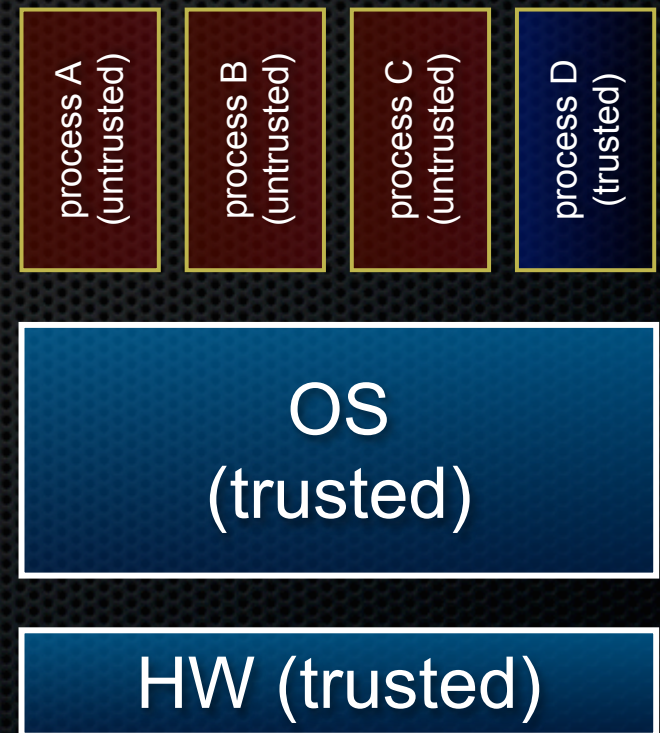 process A
(untrusted)
process B
(untrusted)
process C
(untrusted)
process D
(trusted)
OS
(trusted)
HW (trusted)